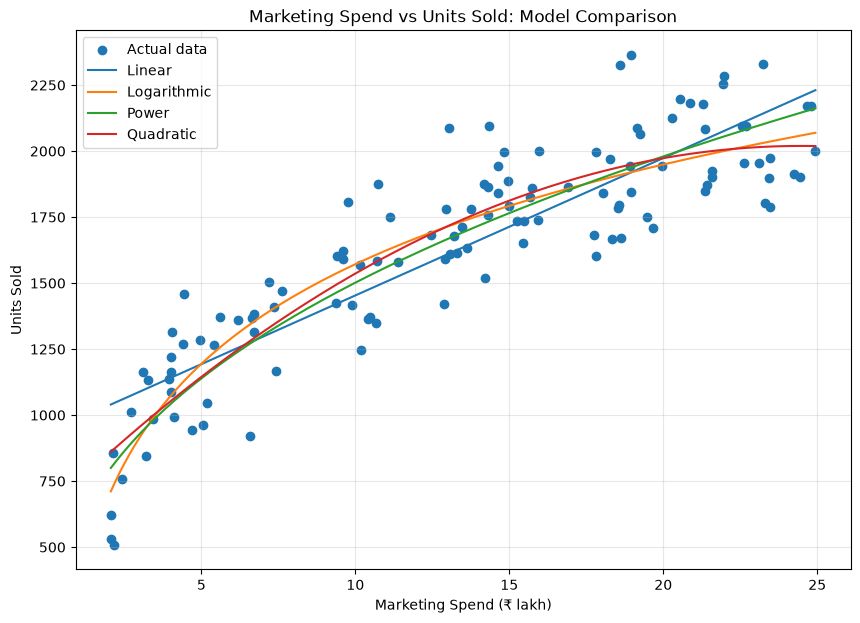 Marketing Spend vs Units Sold: Model Comparison
Actual data
Linear
Logarithmic
Power
Quadratic
2250
2000
1750
1500
1250
1000
750
500
Units Sold
5 10 15 20 25
Marketing Spend (₹ lakh)